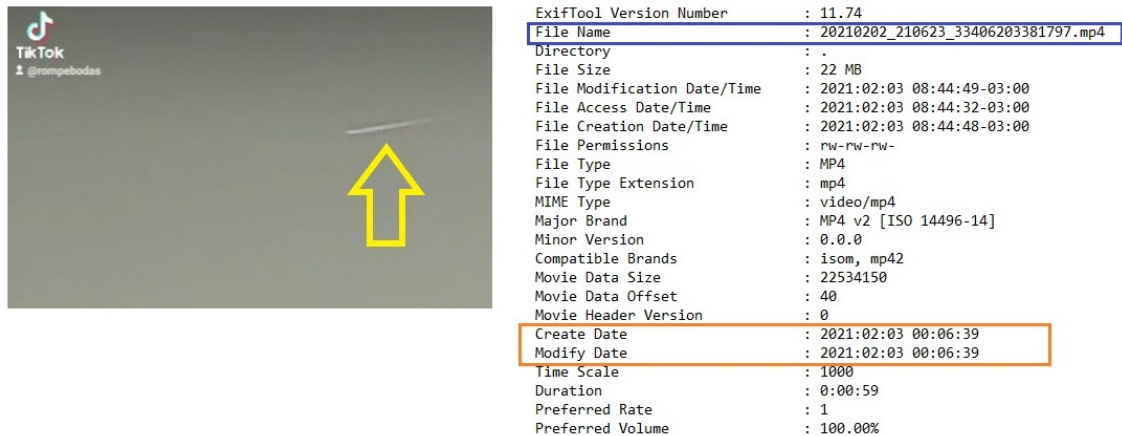 TikTok
@rompebodas
ExifTool Version Number : 11.74
File Name : 20210202_210623_33406203381797.mp4
Directory : .
File Size : 22 MB
File Modification Date/Time : 2021:02:03 08:44:49-03:00
File Access Date/Time : 2021:02:03 08:44:32-03:00
File Creation Date/Time : 2021:02:03 08:44:48-03:00
File Permissions : rw-rw-rw-
File Type : MP4
File Type Extension : mp4
MIME Type : video/mp4
Major Brand : MP4 v2 [ISO 14496-14]
Minor Version : 0.0.0
Compatible Brands : isom, mp42
Movie Data Size : 22534150
Movie Data Offset : 40
Movie Header Version : 0
Create Date : 2021:02:03 00:06:39
Modify Date : 2021:02:03 00:06:39
Time Scale : 1000
Duration : 0:00:59
Preferred Rate : 1
Preferred Volume : 100.00%